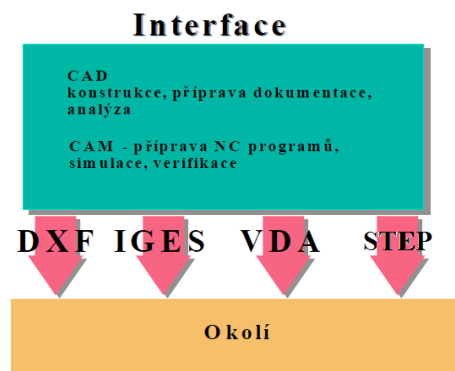 Interface
CAD
konstrukce, příprava dokumentace,
analýza
CAM - příprava NC programů,
simulace, verifikace
DXF IGES VDA STEP
Okolí